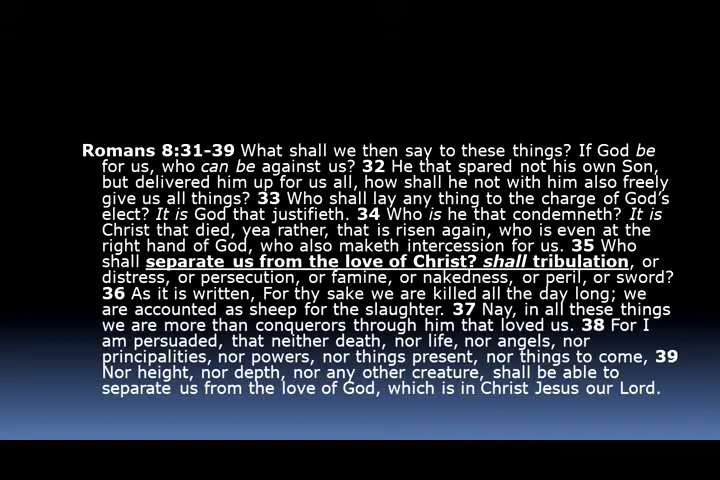 Romans 8:31-39 What shall we then say to these things? If God be
for us, who can be against us? 32 He that spared not his own Son,
but delivered him up for us all, how shall he not with him also freely
give us all things? 33 Who shall lay any thing to the charge of God's
elect? It is God that justifieth. 34 Who is he that condemneth? It is
Christ that died, yea rather, that is risen again, who is even at the
right hand of God, who also maketh intercession for us. 35 Who
shall separate us from the love of Christ? shall tribulation, or
distress, or persecution, or famine, or nakedness, or peril, or sword?
36 As it is written, For thy sake we are killed all the day long; we
are accounted as sheep for the slaughter. 37 Nay, in all these things
we are more than conquerors through him that loved us. 38 For I
am persuaded, that neither death, nor life, nor angels, nor
principalities, nor powers, nor things present, nor things to come, 39
Nor height, nor depth, nor any other creature, shall be able to
separate us from the love of God, which is in Christ Jesus our Lord.